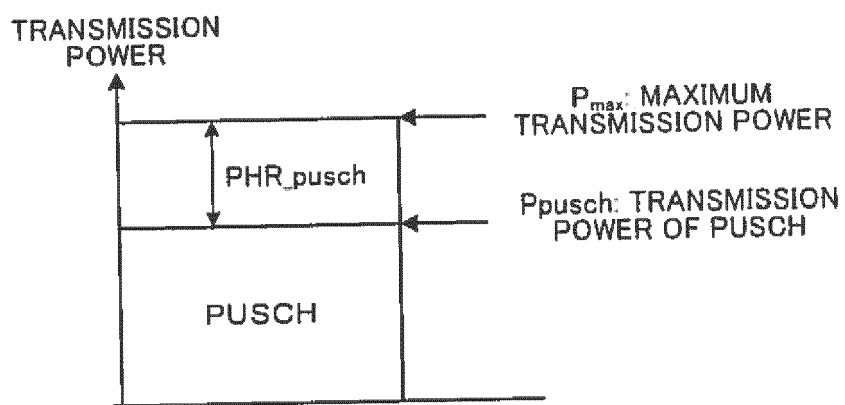 TRANSMISSION
POWER
Pmax: MAXIMUM
TRANSMISSION POWER
PHR_pusch
Ppusch: TRANSMISSION
POWER OF PUSCH
PUSCH